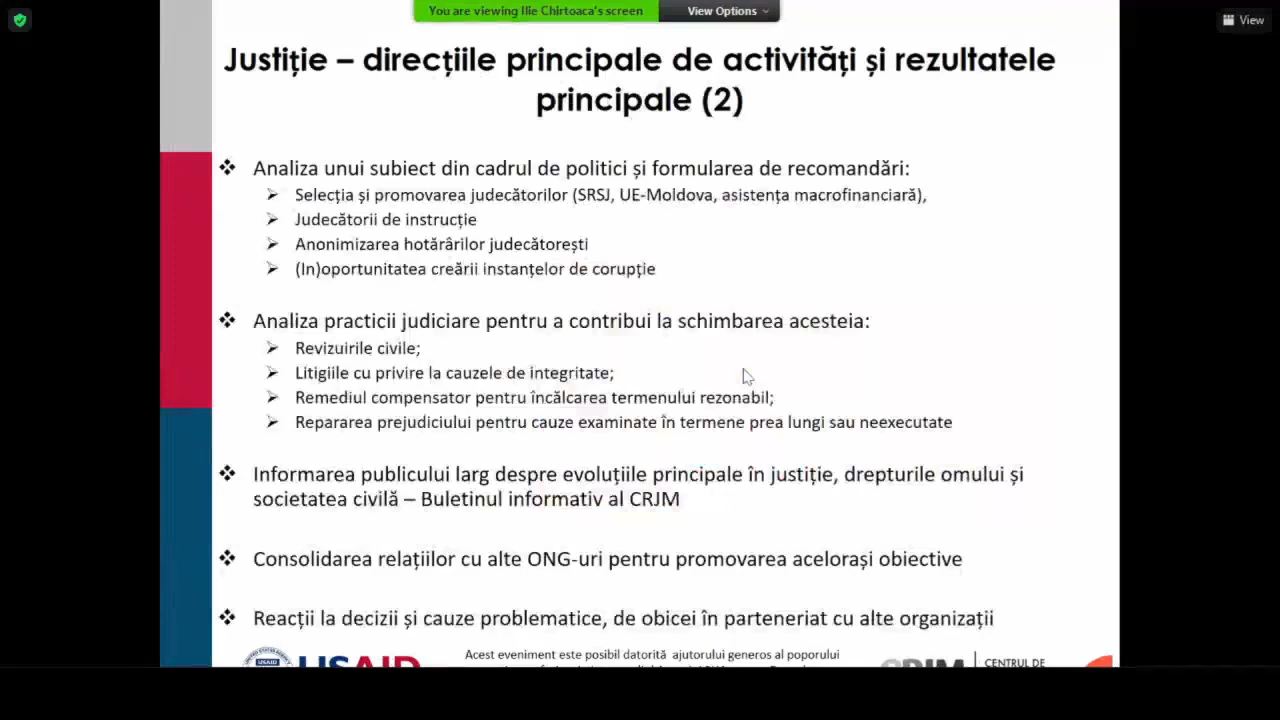 You are viewing Ilie Chirtoaca's screen
View Options
View
Justiție – direcțiile principale de activități și rezultatele
principale (2)
Analiza unui subiect din cadrul de politici și formularea de recomandări:
Selecția și promovarea judecătorilor (SRSJ, UE-Moldova, asistența macrofinanciară),
Judecătorii de instrucție
Anonimizarea hotărârilor judecătorești
(In)oportunitatea creării instanțelor de corupție
Analiza practicii judiciare pentru a contribui la schimbarea acesteia:
Revizuirile civile;
Litigiile cu privire la cauzele de integritate;
Remediul compensator pentru încălcarea termenului rezonabil;
Repararea prejudiciului pentru cauze examinate în termene prea lungi sau neexecutate
Informarea publicului larg despre evoluțiile principale în justiție, drepturile omului și
societatea civilă – Buletinul informativ al CRJM
Consolidarea relațiilor cu alte ONG-uri pentru promovarea acelorași obiective
Reacții la decizii și cauze problematice, de obicei în parteneriat cu alte organizații
USAID
USAID
Acest eveniment este posibil datorită ajutorului generos al poporului
CRJM
CENTRUL DE